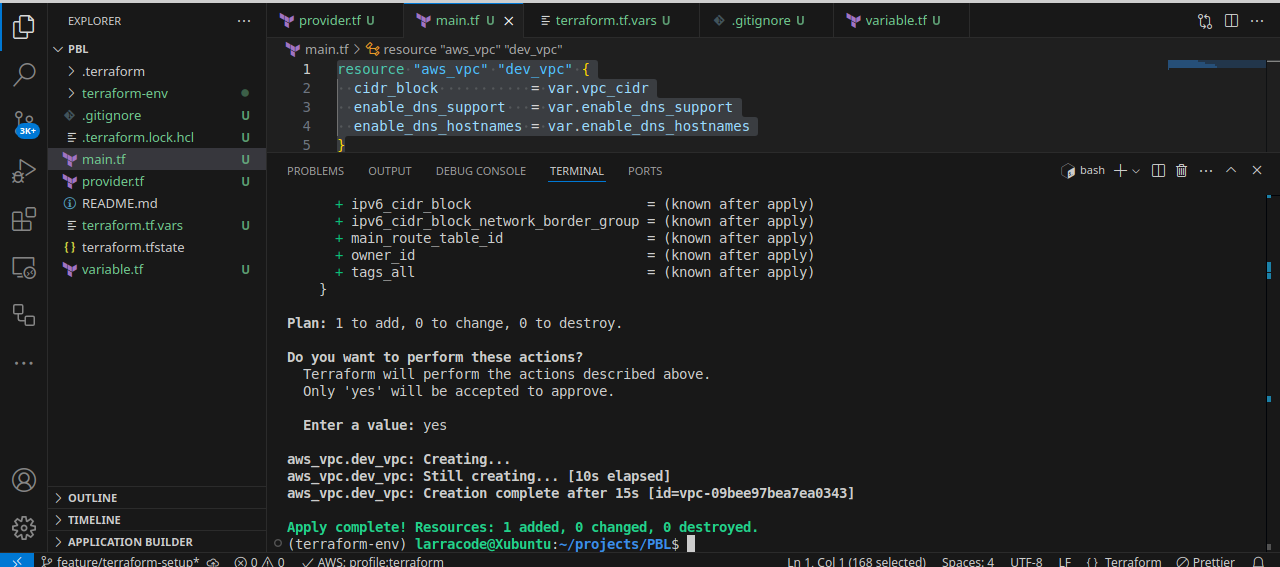 EXPLORER
PBL
.terraform
terraform-env
.gitignore U
.terraform.lock.hcl U
main.tf U
provider.tf U
README.md
terraform.tf.vars U
terraform.tfstate
variable.tf U
OUTLINE
TIMELINE
APPLICATION BUILDER
3K+
provider.tf U
main.tf U
terraform.tf.vars U
.gitignore U
variable.tf U
main.tf > resource "aws_vpc" "dev_vpc"
1 resource "aws_vpc" "dev_vpc" {
2 cidr_block = var.vpc_cidr
3 enable_dns_support = var.enable_dns_support
4 enable_dns_hostnames = var.enable_dns_hostnames
5 }
PROBLEMS OUTPUT DEBUG CONSOLE TERMINAL PORTS bash
+ ipv6_cidr_block = (known after apply)
+ ipv6_cidr_block_network_border_group = (known after apply)
+ main_route_table_id = (known after apply)
+ owner_id = (known after apply)
+ tags_all = (known after apply)
}
Plan: 1 to add, 0 to change, 0 to destroy.
Do you want to perform these actions?
Terraform will perform the actions described above.
Only 'yes' will be accepted to approve.
Enter a value: yes
aws_vpc.dev_vpc: Creating...
aws_vpc.dev_vpc: Still creating... [10s elapsed]
aws_vpc.dev_vpc: Creation complete after 15s [id=vpc-09bee97bea7ea0343]
Apply complete! Resources: 1 added, 0 changed, 0 destroyed.
(terraform-env) larracode@Xubuntu:~/projects/PBL$
feature/terraform-setup* 0 0 AWS: profile:terraform Ln 1, Col 1 (168 selected) Spaces: 4 UTF-8 LF {} Terraform Prettier